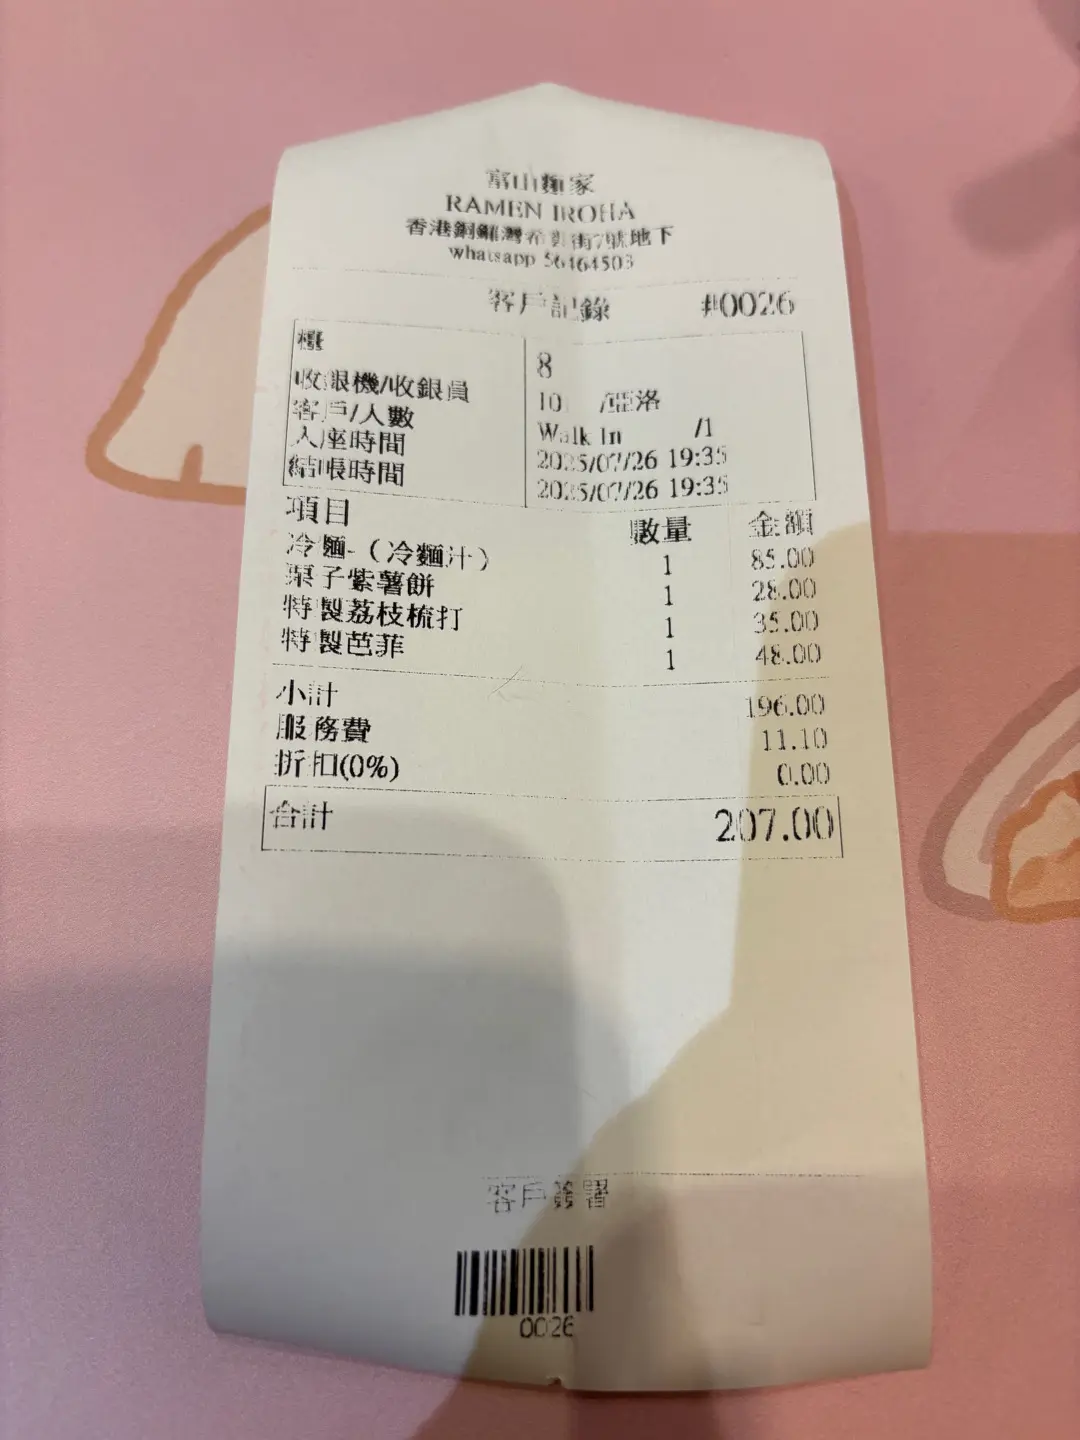 富山麵家
RAMEN IROHA
香港銅鑼灣希街7號地下
whatsapp 56464503
客戶記錄 #0026
檯 8
收銀機/收銀員 10 /亞洛
客戶/人數 Walk In /1
入座時間 2025/07/26 19:35
結帳時間 2025/07/26 19:35
項目 數量 金額
冷麵-（冷麵汁） 1 85.00
栗子紫薯餅 1 28.00
特製荔枝梳打 1 35.00
特製芭菲 1 48.00
小計 196.00
服務費 11.10
折扣(0%) 0.00
合計 207.00
客戶簽署
0026